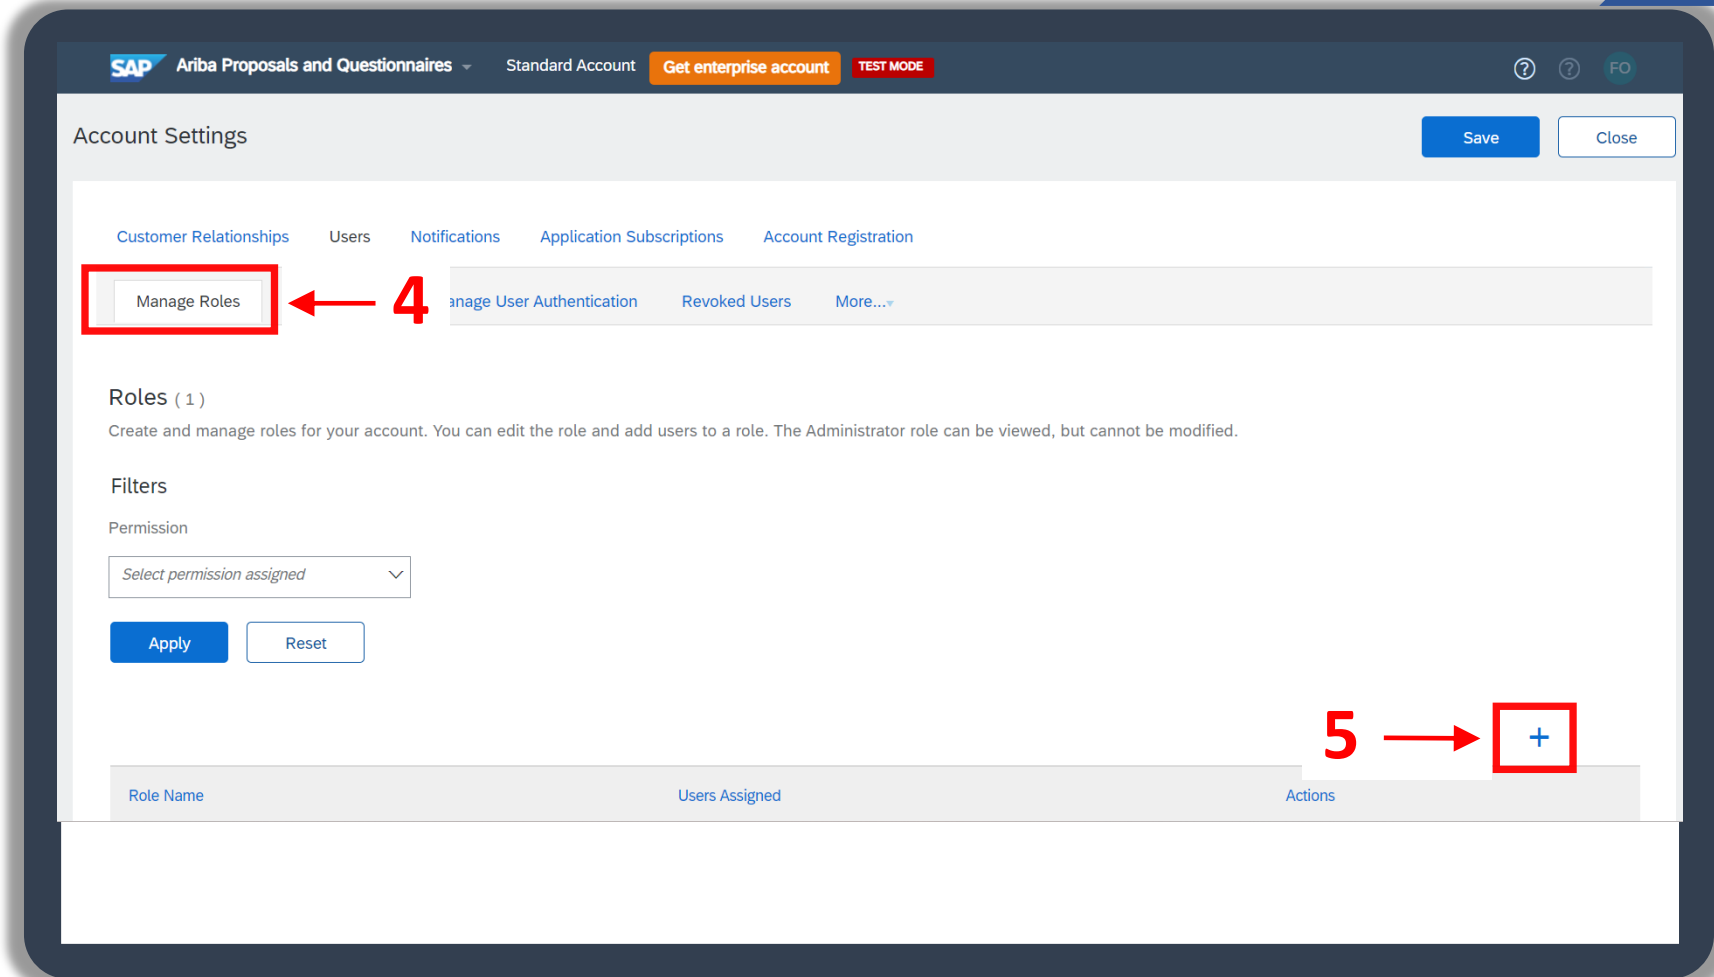 SAP Ariba Proposals and Questionnaires Standard Account Get enterprise account TEST MODE ? ? FO
Account Settings Save Close
Customer Relationships Users Notifications Application Subscriptions Account Registration
Manage Roles 4 anage User Authentication Revoked Users More...
Roles (1)
Create and manage roles for your account. You can edit the role and add users to a role. The Administrator role can be viewed, but cannot be modified.
Filters
Permission
Select permission assigned
Apply Reset
5 +
Role Name Users Assigned Actions